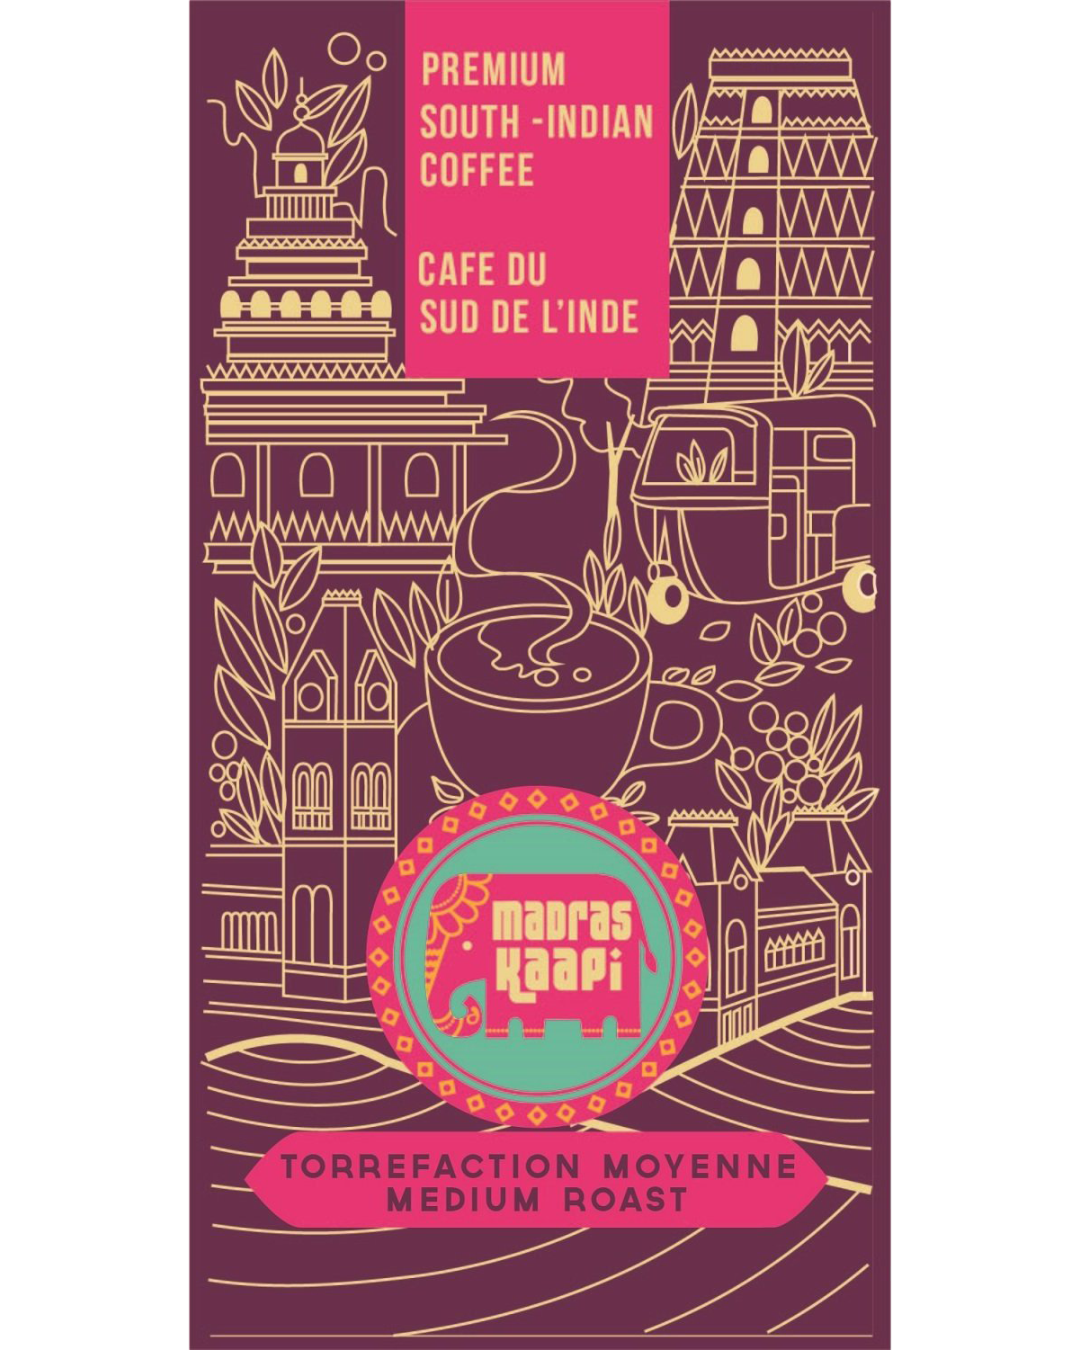 PREMIUM
SOUTH -INDIAN
COFFEE
CAFE DU
SUD DE L'INDE
madras
kaapi
TORREFACTION MOYENNE
MEDIUM ROAST